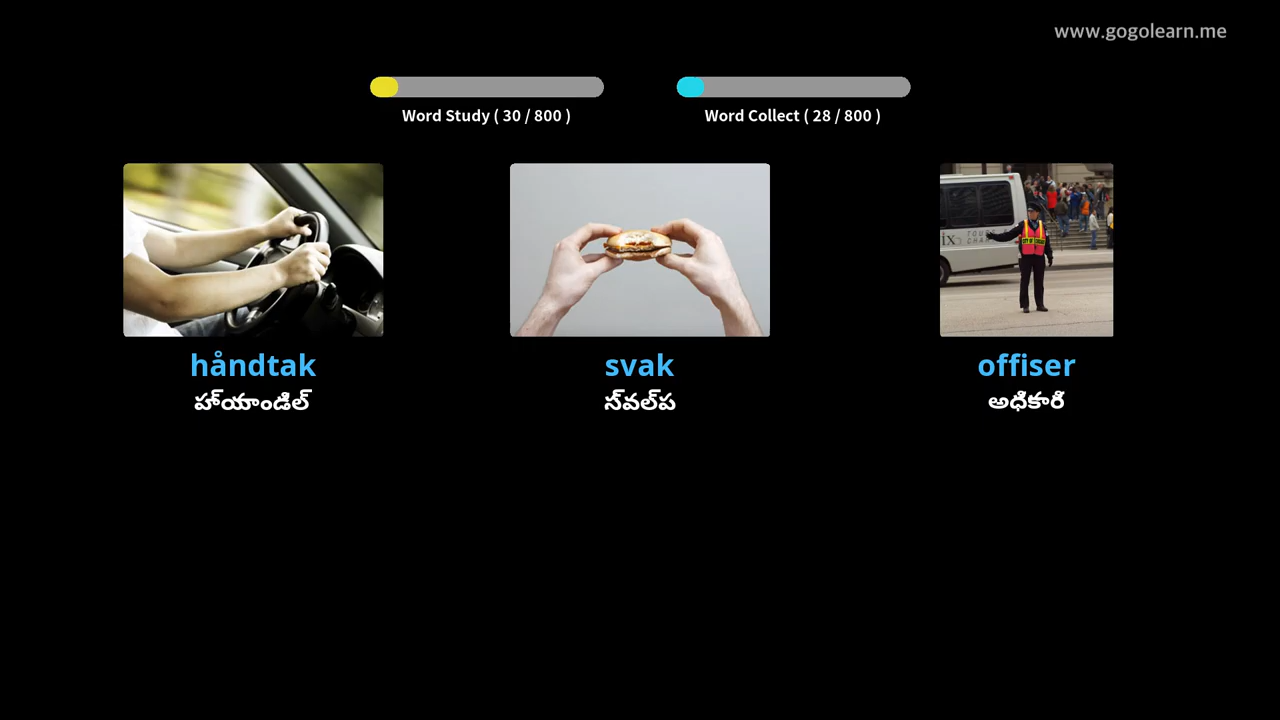 www.gogolearn.me
Word Study ( 30 / 800 )
Word Collect ( 28 / 800 )
håndtak
svak
offiser
హ్యాండిల్
స్వల్ప
అధికారి